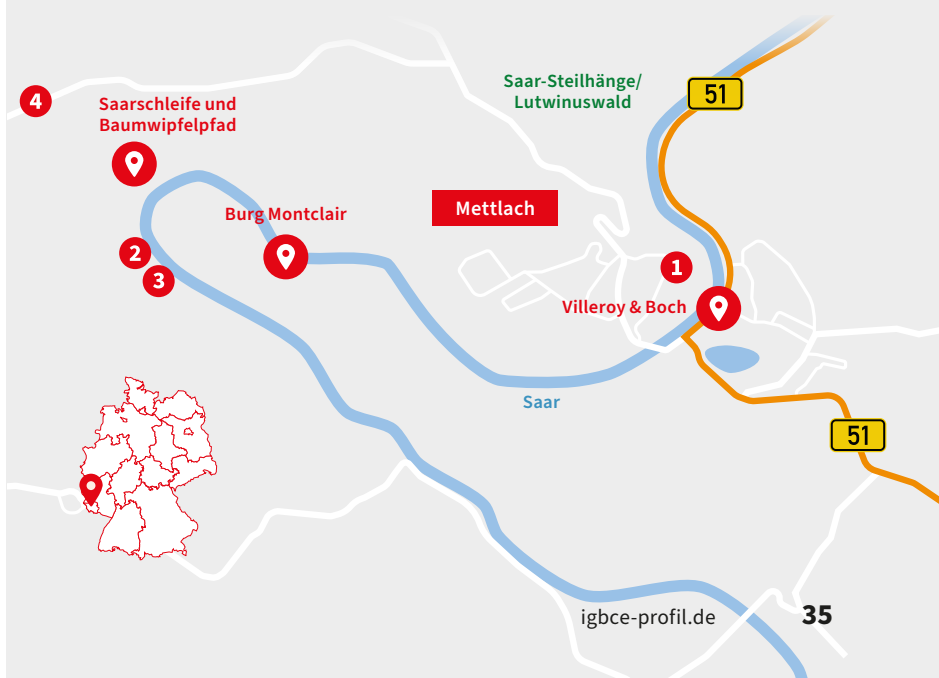 Saar-Steilhänge/
Lutwinuswald
51
4
Saarschleife und
Baumwipfelpfad
Mettlach
Burg Montclair
2
3
1
Villeroy & Boch
Saar
51
igbce-profil.de
35